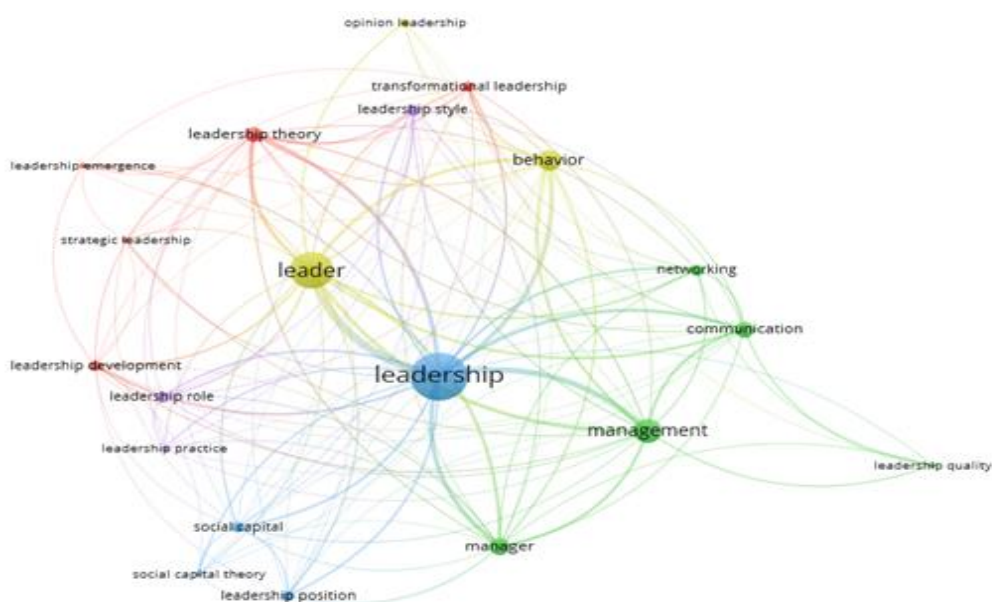 opinion leadership
transformational leadership
leadership style
leadership theory
behavior
leadership emergence
strategic leadership
leader
networking
communication
leadership development
leadership
leadership role
management
leadership practice
leadership quality
social capital
manager
social capital theory
leadership position